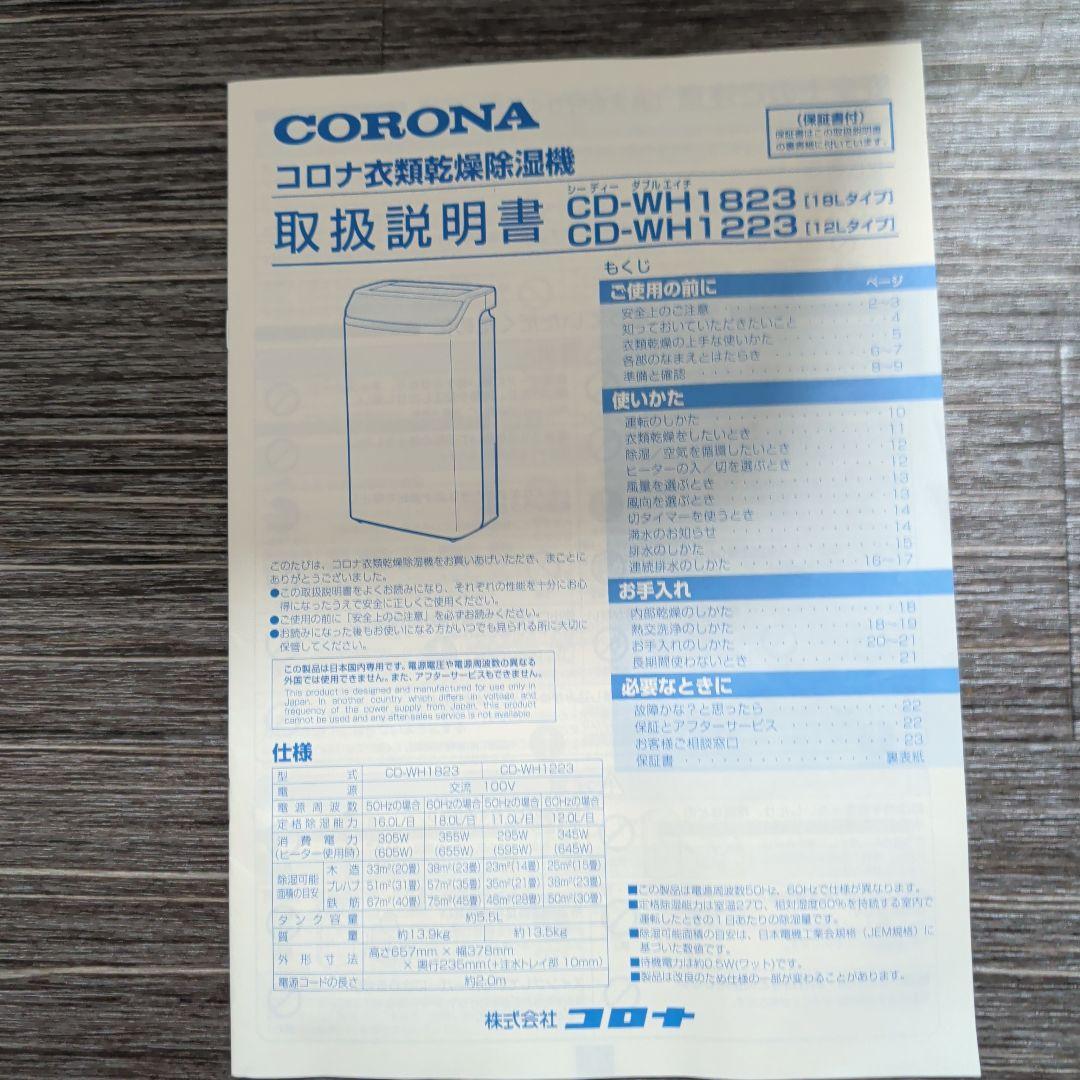 CORONA
(保証書付)
保証書はこの取扱説明書
の裏表紙に付いています。
コロナ衣類乾燥除湿機
取扱説明書
シー ディー ダブルエイチ
CD-WH1823 [18Lタイプ]
CD-WH1223 [12Lタイプ]
もくじ
ご使用の前に ページ
安全上のご注意 2~3
知っておいていただきたいこと 4
衣類乾燥の上手な使いかた 5
各部のなまえとはたらき 6~7
準備と確認 8~9
使いかた
運転のしかた 10
衣類乾燥をしたいとき 11
除湿/空気を循環したいとき 12
ヒーターの入/切を選ぶとき 12
風量を選ぶとき 13
風向を選ぶとき 13
切タイマーを使うとき 14
満水のお知らせ 14
排水のしかた 15
連続排水のしかた 16~17
お手入れ
内部乾燥のしかた 18
熱交洗浄のしかた 18~19
お手入れのしかた 20~21
長期間使わないとき 21
必要なときに
故障かな?と思ったら 22
保証とアフターサービス 22
お客様ご相談窓口 23
保証書 裏表紙
このたびは、コロナ衣類乾燥除湿機をお買いあげいただき、まことに
ありがとうございました。
●この取扱説明書をよくお読みになり、それぞれの性能を十分にお心
得になったうえで安全に正しくご使用ください。
●ご使用の前に「安全上のご注意」を必ずお読みください。
●お読みになった後もお使いになる方がいつでも見られる所に大切に
保管してください。
この製品は日本国内専用です。電源電圧や電源周波数の異なる
外国では使用できません。また、アフターサービスもできません。
This product is designed and manufactured for use only in
Japan. In another country which differs in voltage and
frequency of the power supply from Japan, this product
cannot be used and any after-sales service is not available
仕様
型式 CD-WH1823 CD-WH1223
電源 交流 100V
電源周波数 50Hzの場合 60Hzの場合 50Hzの場合 60Hzの場合
定格除湿能力 16.0L/日 18.0L/日 11.0L/日 12.0L/日
消費電力 305W 355W 295W 345W
(ヒーター使用時) (605W) (655W) (595W) (645W)
除湿可能面積の目安 木造 33m²(20畳) 38m²(23畳) 23m²(14畳) 25m²(15畳)
プレハブ 51m²(31畳) 57m²(35畳) 35m²(21畳) 38m²(23畳)
鉄筋 67m²(40畳) 75m²(45畳) 46m²(28畳) 50m²(30畳)
タンク容量 約5.5L
質量 約13.9kg 約13.5kg
外形寸法 高さ657mm × 幅378mm
× 奥行235mm(+注水トレイ部 10mm)
電源コードの長さ 約2.0m
■この製品は電源周波数50Hz、60Hzで仕様が異なります。
■定格除湿能力は室温27℃、相対湿度60%を持続する室内で
運転したときの1日あたりの除湿量です。
■除湿可能面積の目安は、日本電機工業会規格(JEM規格)に
基づいた数値です。
■待機電力は約0.5W(ワット)です。
■製品は改良のため仕様の一部が変わることがあります。
株式会社 コロナ